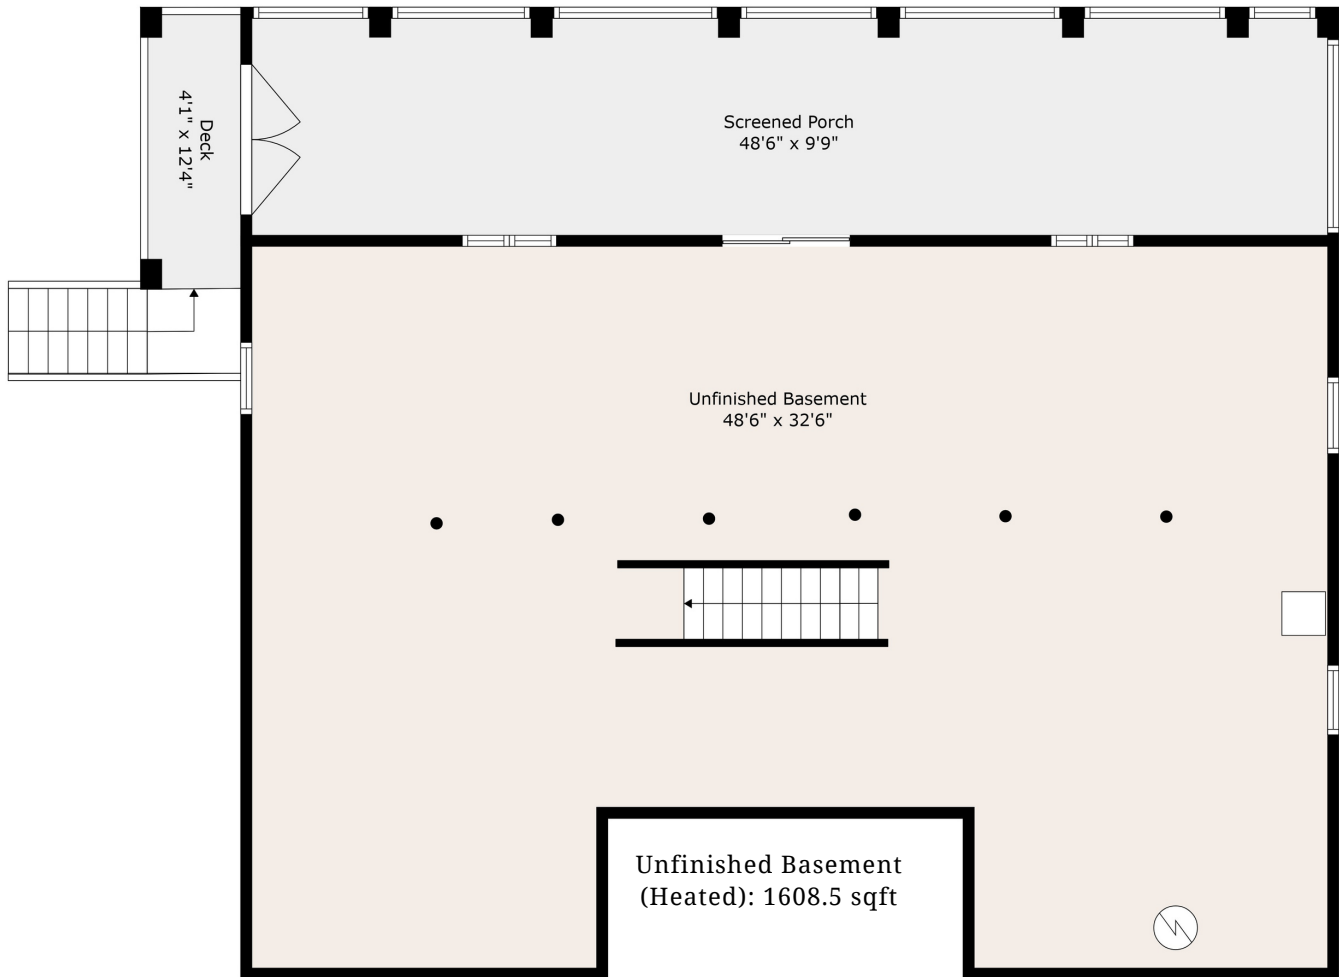 Deck
4'1" x 12'4"
Screened Porch
48'6" x 9'9"
Unfinished Basement
48'6" x 32'6"
Unfinished Basement
(Heated): 1608.5 sqft